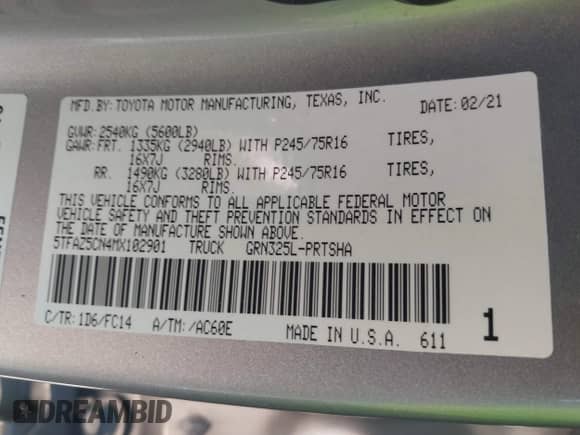 MFD.BY:TOYOTA MOTOR MANUFACTURING, TEXAS, INC. DATE:02/21
GVWR:2540KG (5600LB)
GAWR:FRT. 1335KG (2940LB) WITH P245/75R16 TIRES,
16X7J RIMS.
RR. 1490KG (3280LB) WITH P245/75R16 TIRES,
16X7J RIMS.
THIS VEHICLE CONFORMS TO ALL APPLICABLE FEDERAL MOTOR
VEHICLE SAFETY AND THEFT PREVENTION STANDARDS IN EFFECT ON
THE DATE OF MANUFACTURE SHOWN ABOVE.
5TFAZ5CN4MX102901 TRUCK GRN325L-PRTSHA
C/TR:1D6/FC14 A/TM:/AC60E MADE IN U.S.A. 611 1
DREAMBID